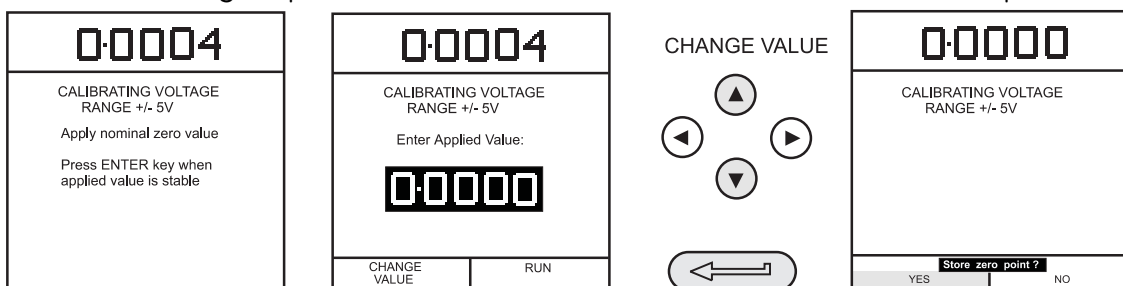 0.0004
CALIBRATING VOLTAGE
RANGE +/- 5V
Apply nominal zero value
Press ENTER key when
applied value is stable
0.0004
CALIBRATING VOLTAGE
RANGE +/- 5V
Enter Applied Value:
0.0000
CHANGE
VALUE
RUN
CHANGE VALUE
0.0000
CALIBRATING VOLTAGE
RANGE +/- 5V
Store zero point ?
YES
NO